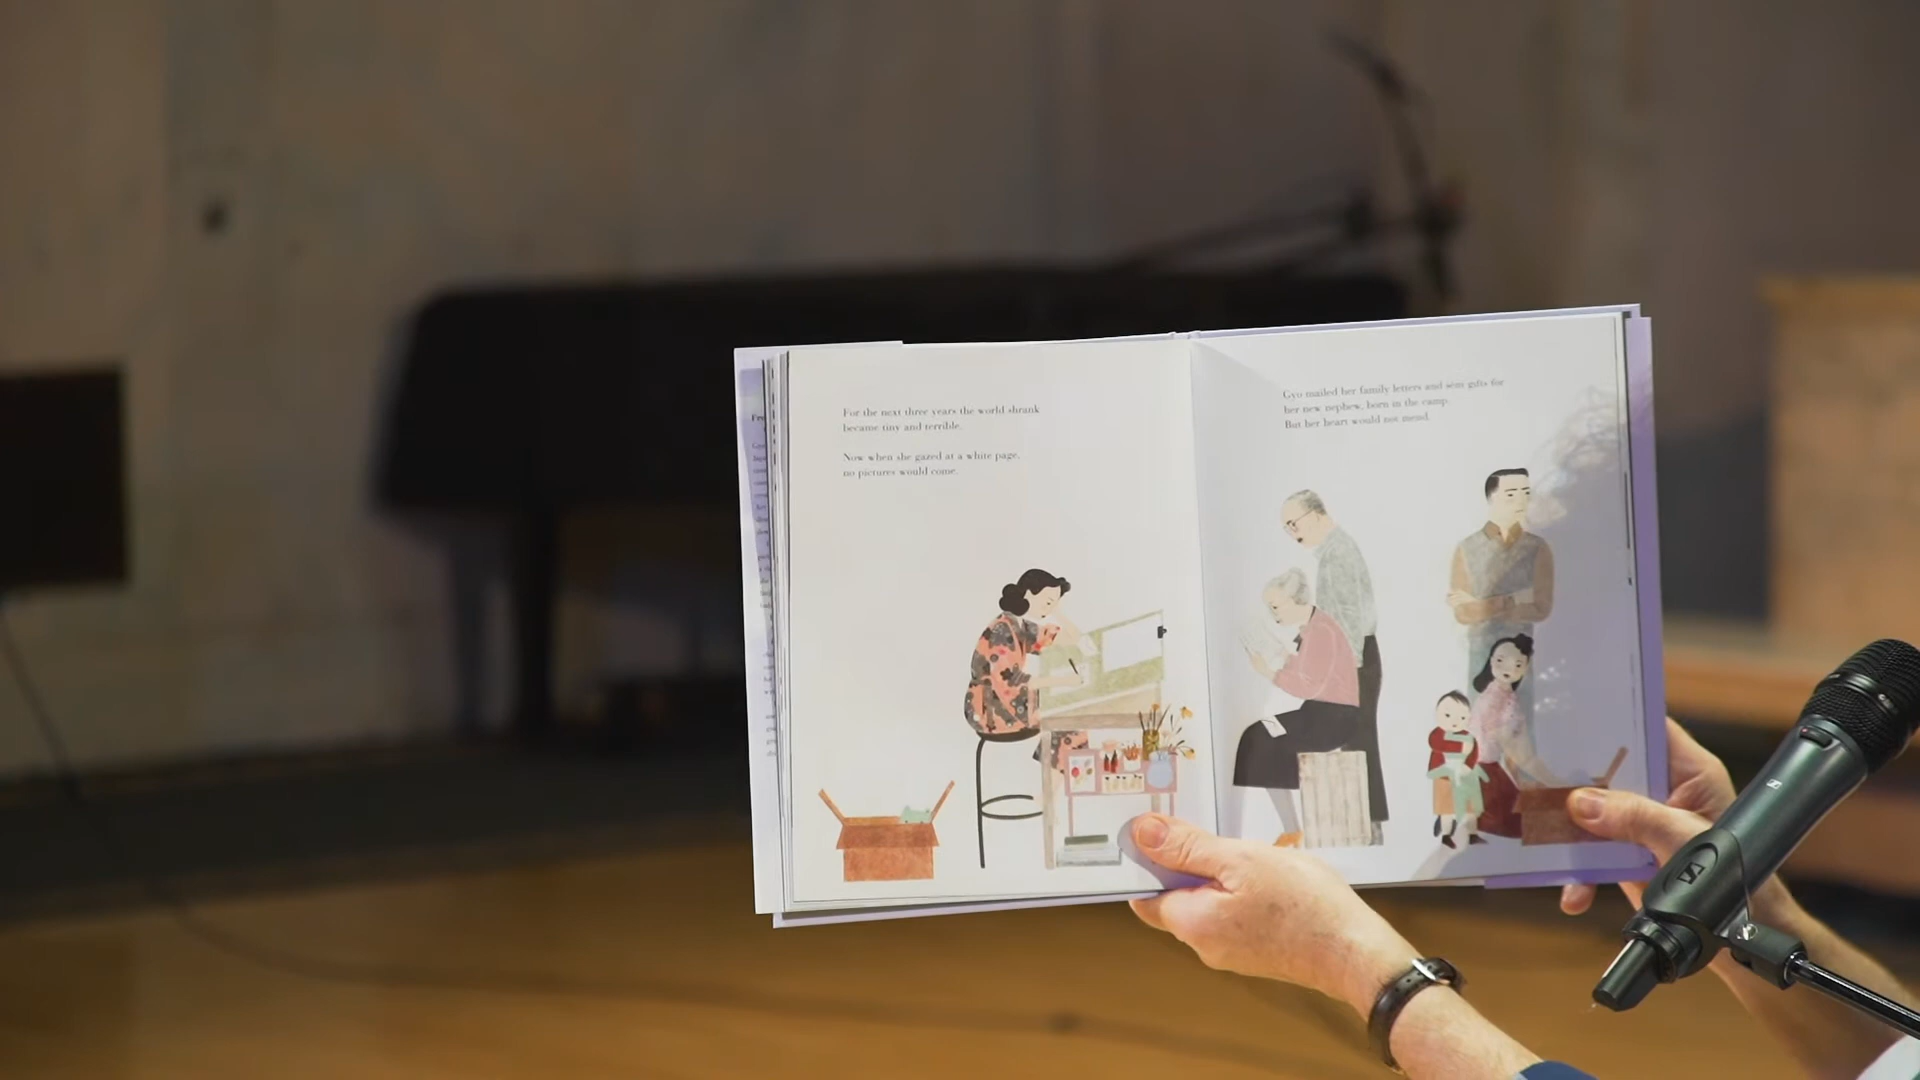 For the next three years the world shrank
became tiny and terrible.
Now when she gazed at a white page,
no pictures would come.
Gyo mailed her family letters and sent gifts for
her new nephew, born in the camp.
But her heart would not mend.